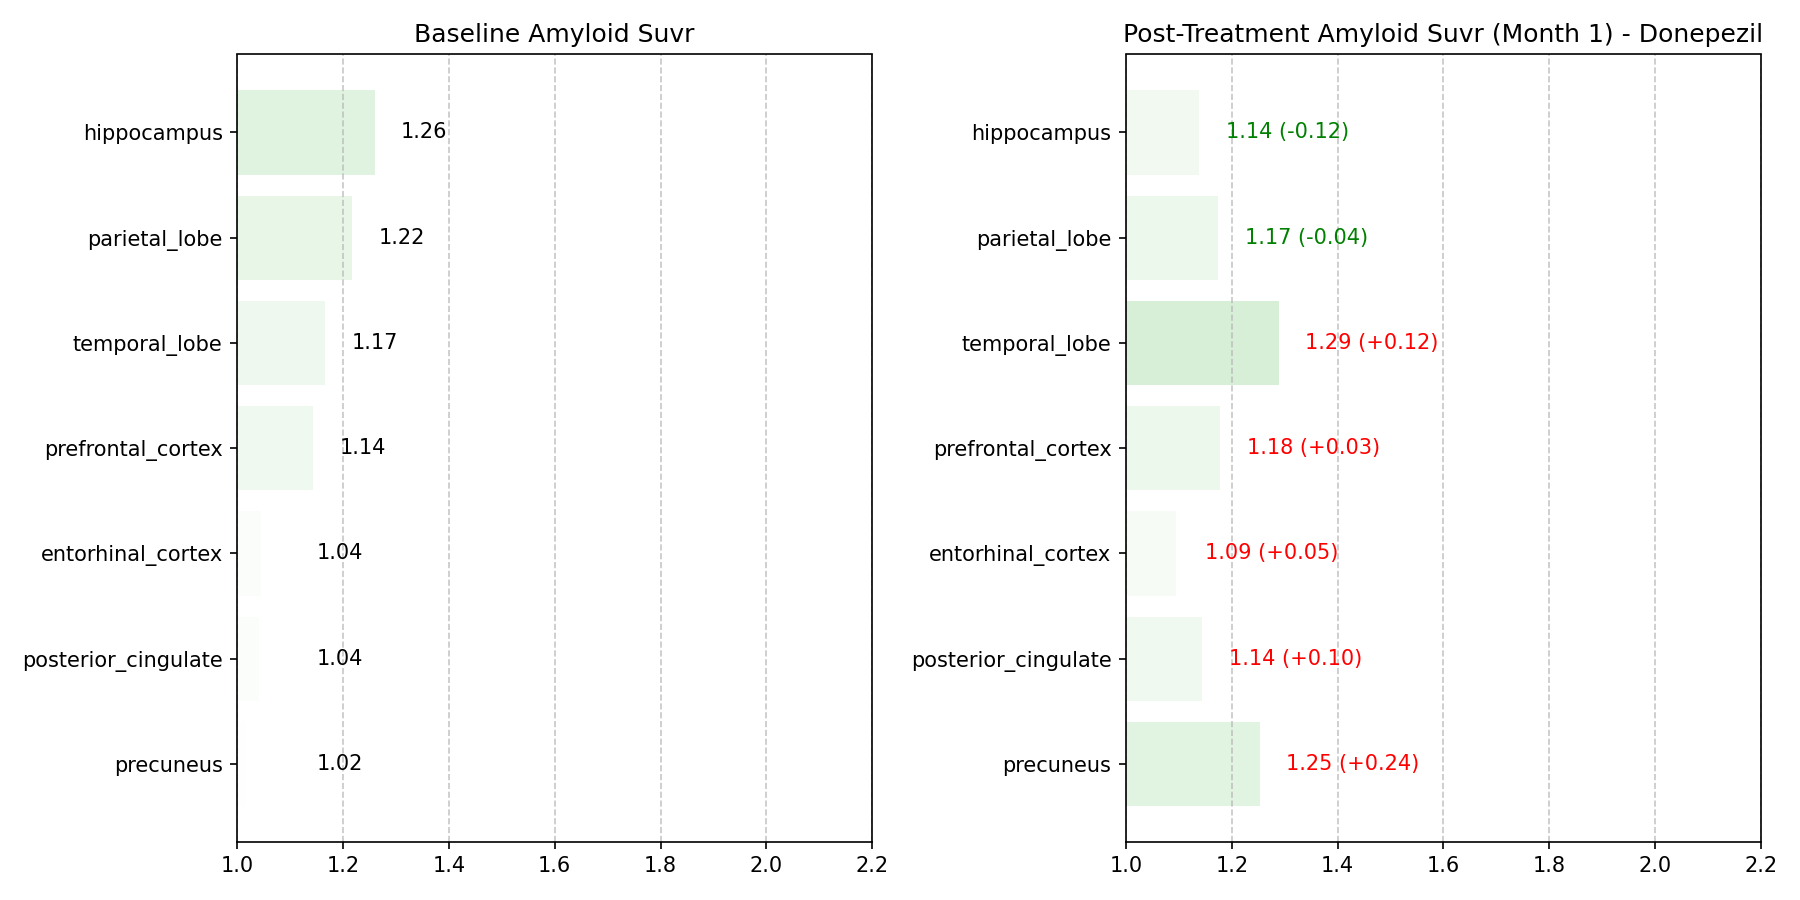 Baseline Amyloid Suvr
hippocampus 1.26
parietal_lobe 1.22
temporal_lobe 1.17
prefrontal_cortex 1.14
entorhinal_cortex 1.04
posterior_cingulate 1.04
precuneus 1.02
1.0 1.2 1.4 1.6 1.8 2.0 2.2
Post-Treatment Amyloid Suvr (Month 1) - Donepezil
hippocampus 1.14 (-0.12)
parietal_lobe 1.17 (-0.04)
temporal_lobe 1.29 (+0.12)
prefrontal_cortex 1.18 (+0.03)
entorhinal_cortex 1.09 (+0.05)
posterior_cingulate 1.14 (+0.10)
precuneus 1.25 (+0.24)
1.0 1.2 1.4 1.6 1.8 2.0 2.2